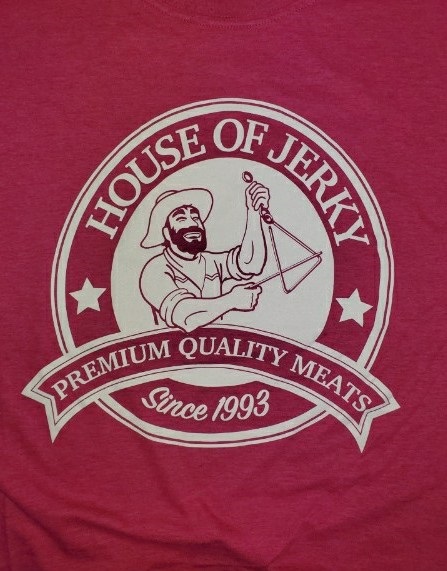 HOUSE OF JERKY
PREMIUM QUALITY MEATS
Since 1993